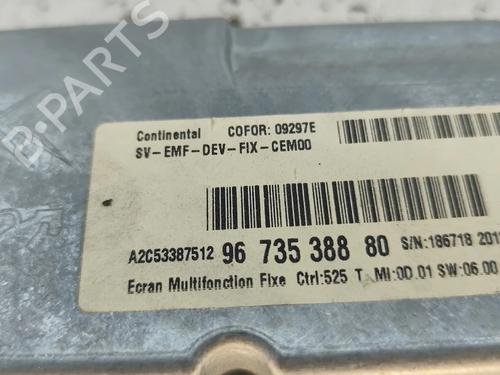 Continental COFOR: 09297E
SV-EMF-DEV-FIX-CEM00
A2C53387512 96 735 388 80 S/N:186718
Ecran Multifonction Fixe Ctrl:525 T MI:0D.01 SW:06.00
B-PARTS